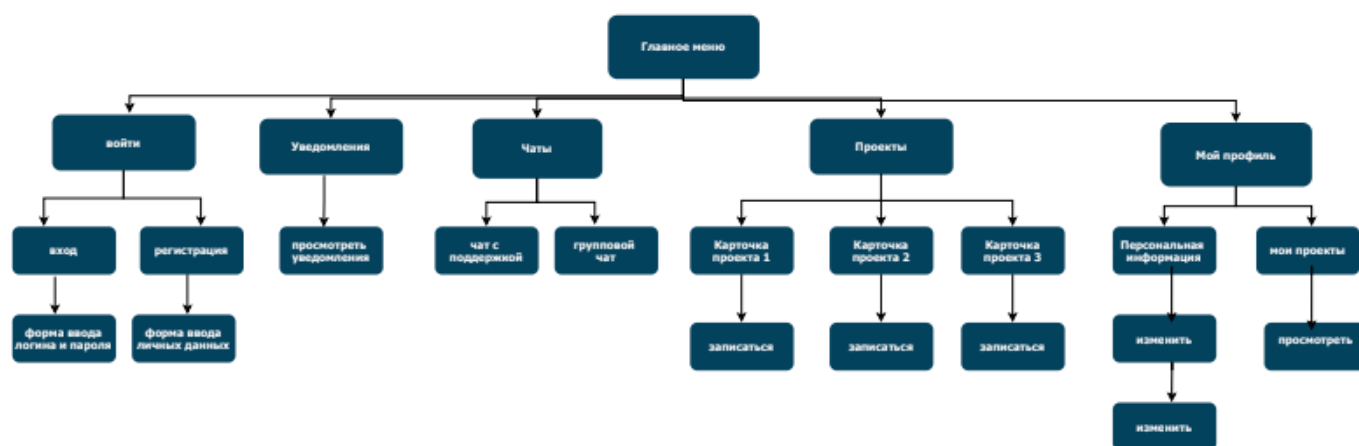 Главное меню
войти
Уведомления
Чаты
Проекты
Мой профиль
вход
регистрация
просмотреть
уведомления
чат с
поддержкой
групповой
чат
Карточка
проекта 1
Карточка
проекта 2
Карточка
проекта 3
Персональная
информация
мои проекты
форма ввода
логина и пароля
форма ввода
личных данных
записаться
записаться
записаться
изменить
просмотреть
изменить